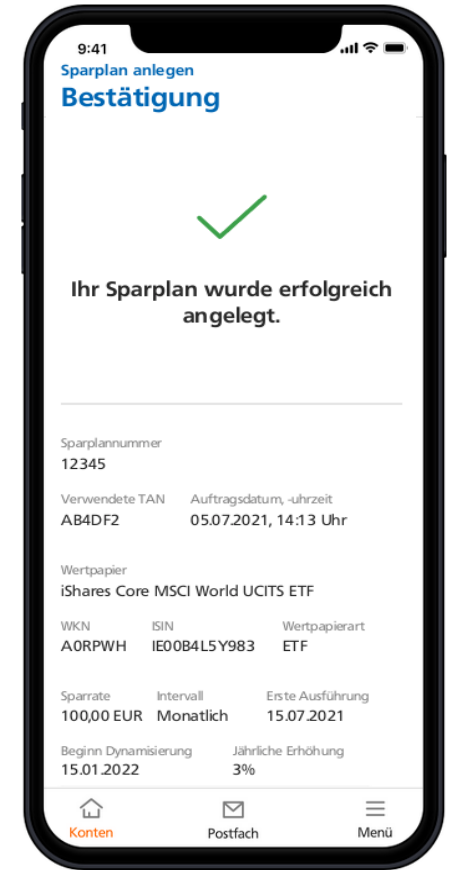 9:41
Sparplan anlegen
Bestätigung
Ihr Sparplan wurde erfolgreich
angelegt.
Sparplannummer
12345
Verwendete TAN Auftragsdatum, -uhrzeit
AB4DF2 05.07.2021, 14:13 Uhr
Wertpapier
iShares Core MSCI World UCITS ETF
WKN ISIN Wertpapierart
A0RPWH IE00B4L5Y983 ETF
Sparrate Intervall Erste Ausführung
100,00 EUR Monatlich 15.07.2021
Beginn Dynamisierung Jährliche Erhöhung
15.01.2022 3%
Konten Postfach Menü